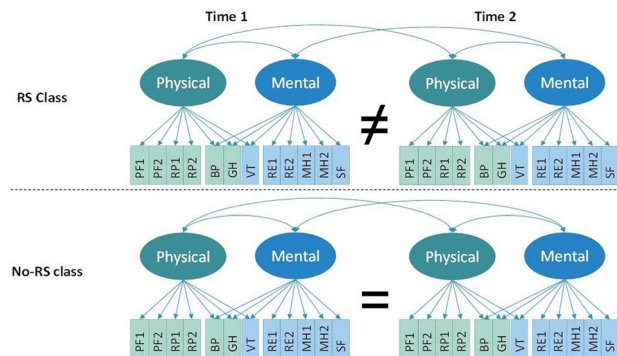 Time 1 Time 2
Physical Mental Physical Mental
RS Class
≠
PF1 PF2 RP1 RP2 BP GH VT RE1 RE2 MH1 MH2 SF PF1 PF2 RP1 RP2 BP GH VT RE1 RE2 MH1 MH2 SF
Physical Mental Physical Mental
No-RS class
=
PF1 PF2 RP1 RP2 BP GH VT RE1 RE2 MH1 MH2 SF PF1 PF2 RP1 RP2 BP GH VT RE1 RE2 MH1 MH2 SF